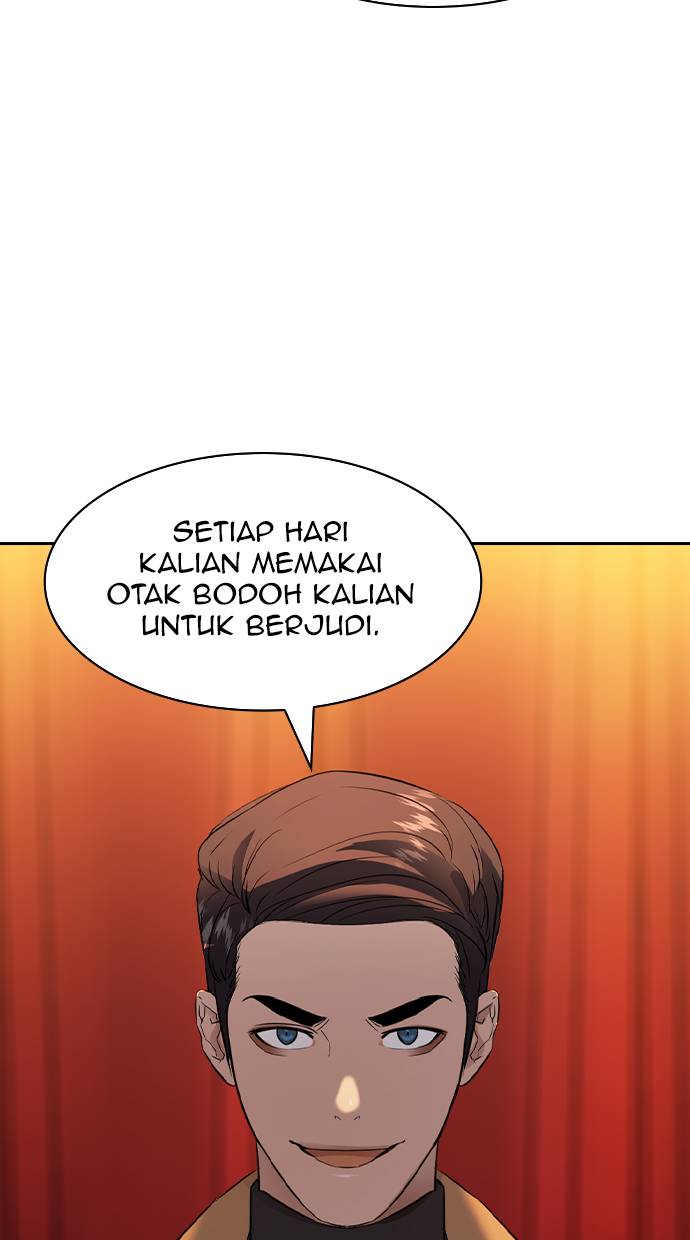 SETIAP HARI
KALIAN MEMAKAI
OTAK BODOH KALIAN
UNTUK BERJUDI.